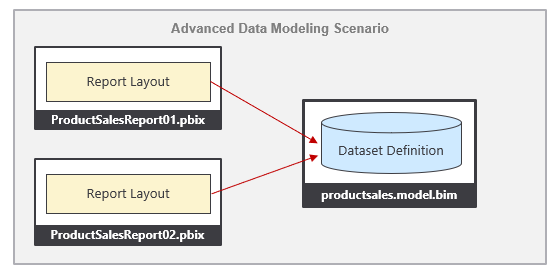 Advanced Data Modeling Scenario
Report Layout
ProductSalesReport01.pbix
Report Layout
ProductSalesReport02.pbix
Dataset Definition
productsales.model.bim